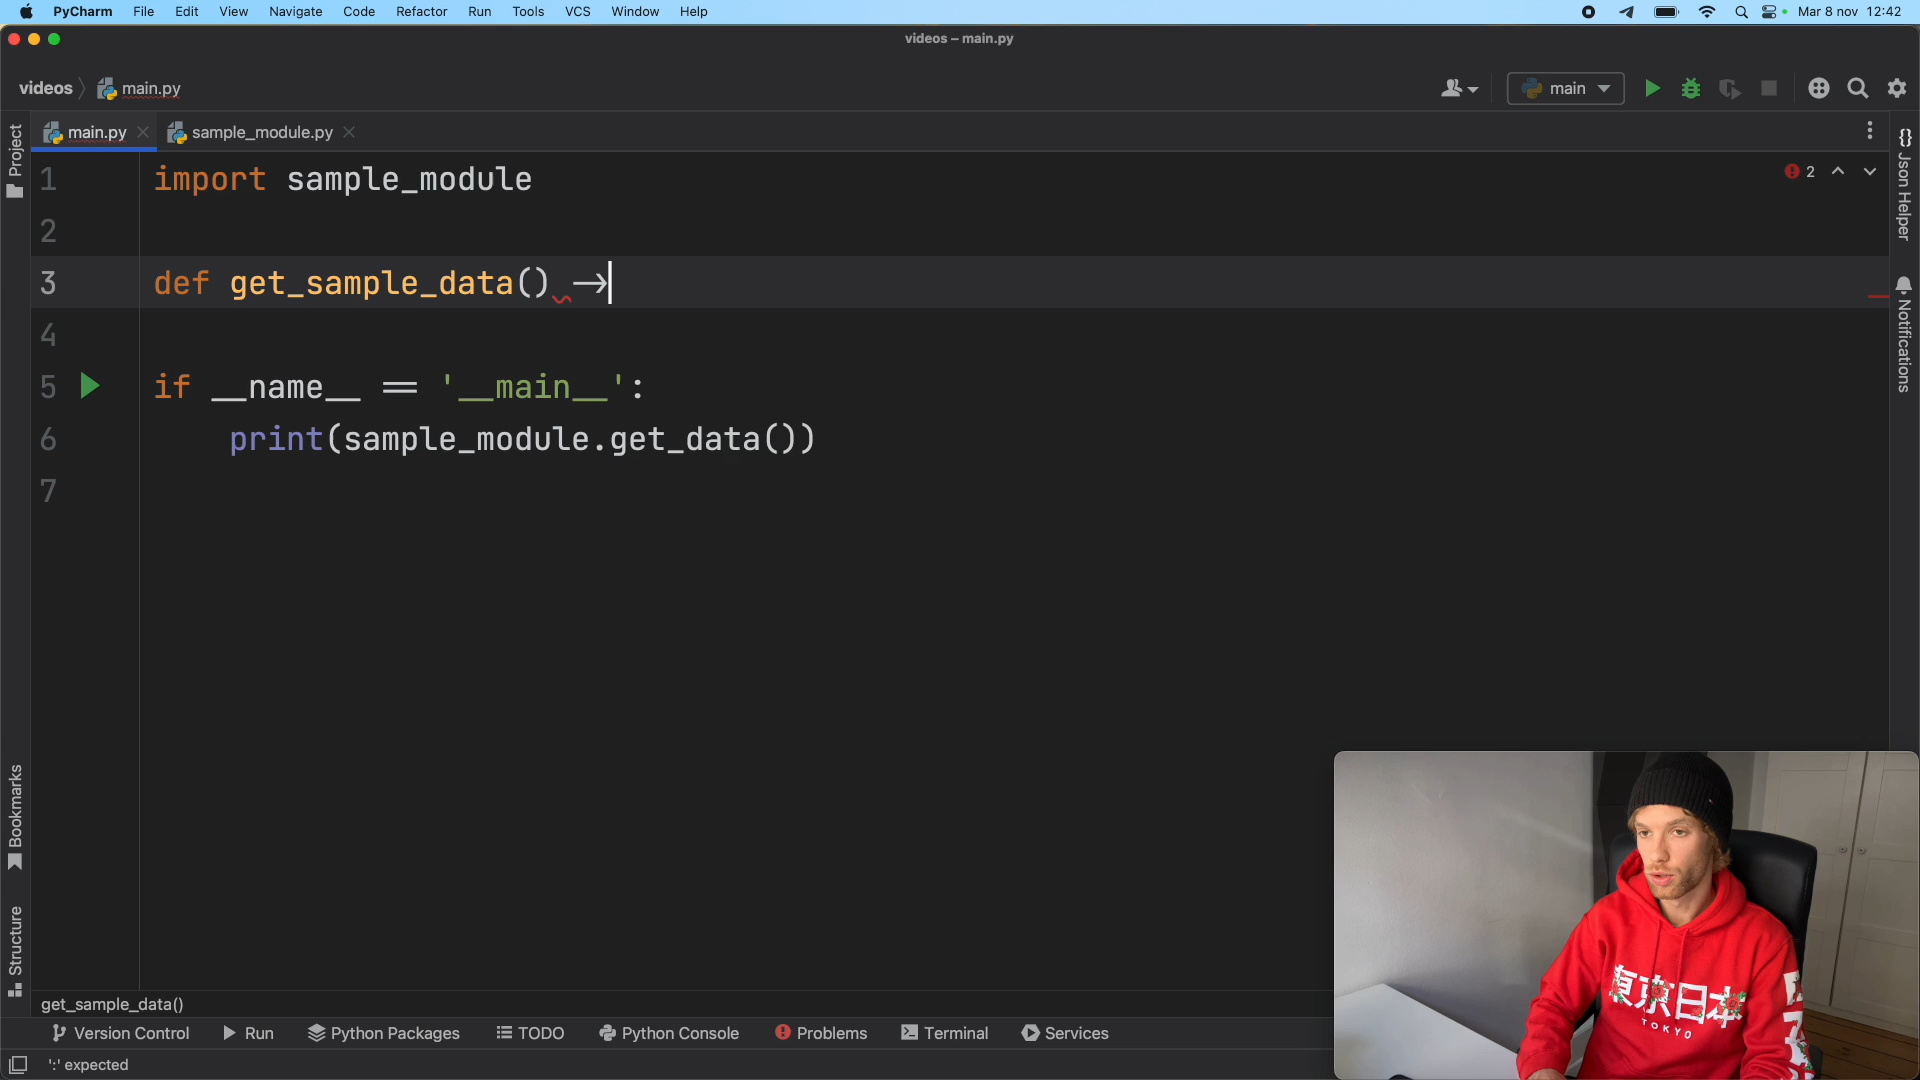 PyCharm File Edit View Navigate Code Refactor Run Tools VCS Window Help Mar 8 nov 12:42
videos – main.py
videos main.py main
main.py sample_module.py
Project
1 import sample_module
2 2
3 def get_sample_data() ->
4
5 if __name__ == '__main__':
6 print(sample_module.get_data())
7
Json Helper
Notifications
Bookmarks
Structure
get_sample_data()
Version Control Run Python Packages TODO Python Console Problems Terminal Services
':' expected
東京日本
TOKYO